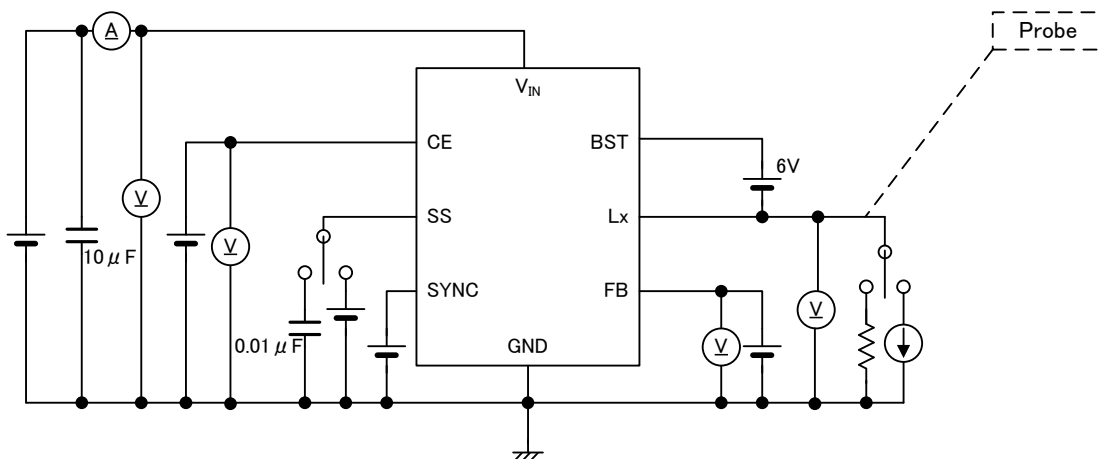 Probe
A
V_IN
CE
BST
6V
V
SS
Lx
V
10μF
SYNC
FB
V
0.01μF
GND
V